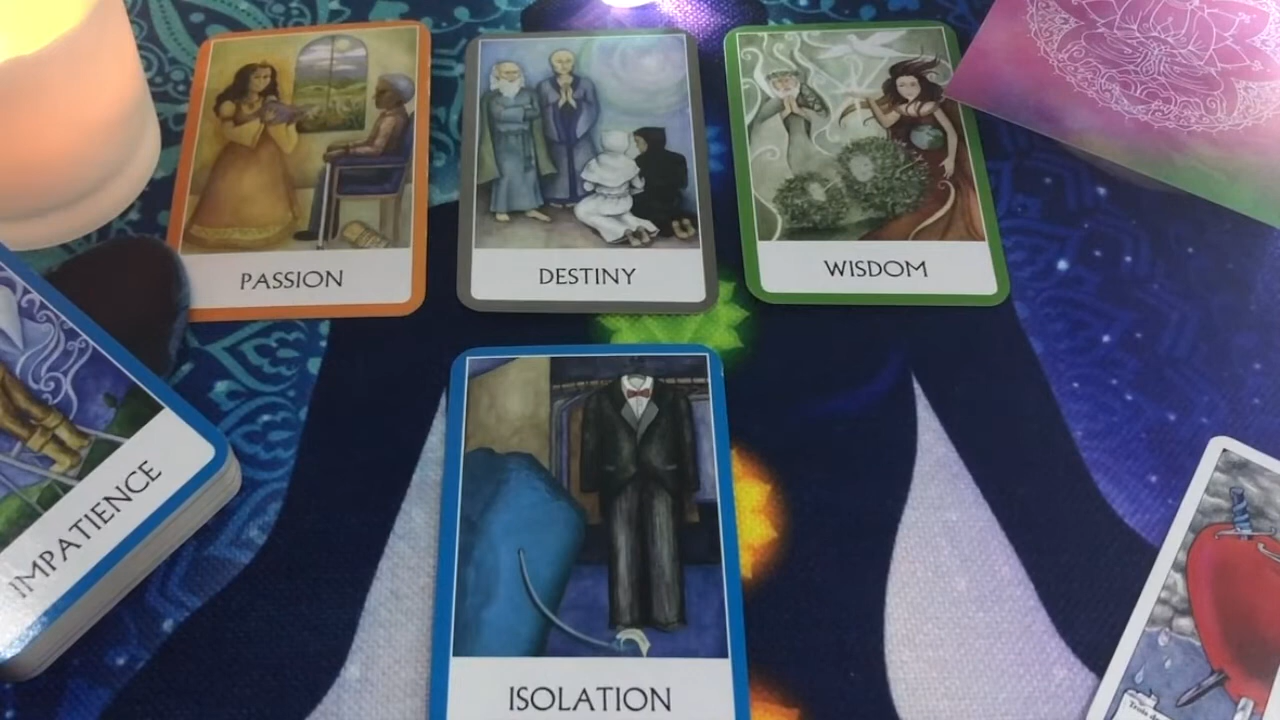 PASSION
DESTINY
WISDOM
IMPATIENCE
ISOLATION